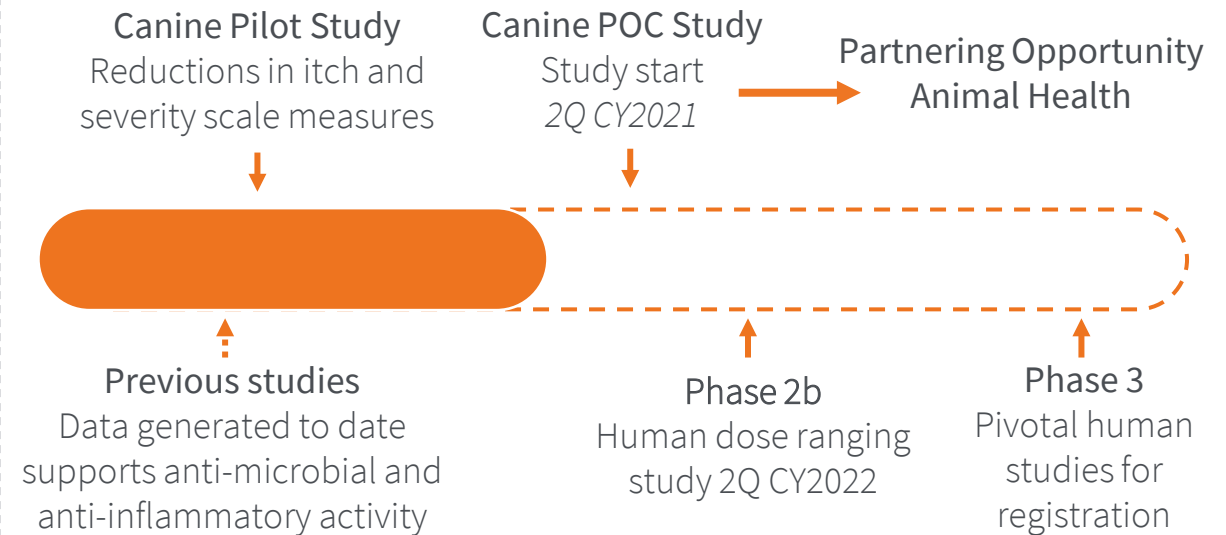 Canine Pilot Study
Reductions in itch and
severity scale measures
Canine POC Study
Study start
2Q CY2021
Partnering Opportunity
Animal Health
Previous studies
Data generated to date
supports anti-microbial and
anti-inflammatory activity
Phase 2b
Human dose ranging
study 2Q CY2022
Phase 3
Pivotal human
studies for
registration